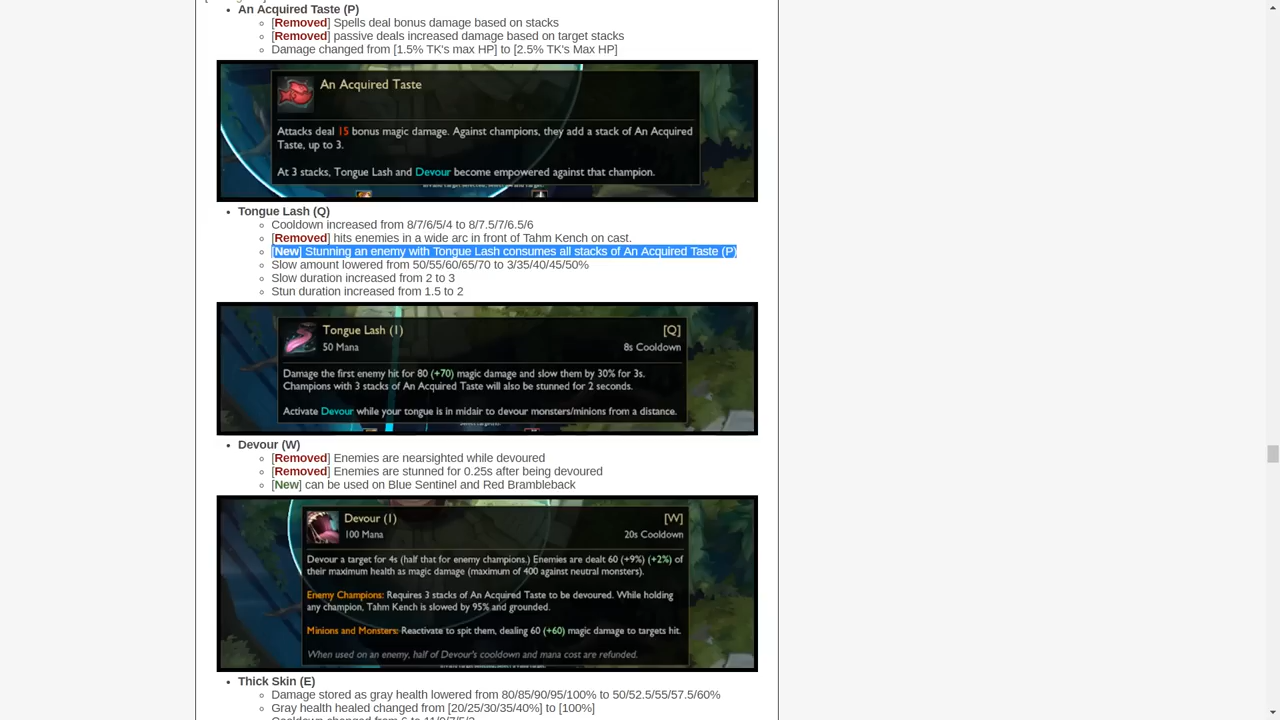 An Acquired Taste (P)
[Removed] Spells deal bonus damage based on stacks
[Removed] passive deals increased damage based on target stacks
Damage changed from [1.5% TK's max HP] to [2.5% TK's Max HP]
An Acquired Taste
Attacks deal 15 bonus magic damage. Against champions, they add a stack of An Acquired
Taste, up to 3.
At 3 stacks, Tongue Lash and Devour become empowered against that champion.
Tongue Lash (Q)
Cooldown increased from 8/7/6/5/4 to 8/7.5/7/6.5/6
[Removed] hits enemies in a wide arc in front of Tahm Kench on cast.
[New] Stunning an enemy with Tongue Lash consumes all stacks of An Acquired Taste (P)
Slow amount lowered from 50/55/60/65/70 to 3/35/40/45/50%
Slow duration increased from 2 to 3
Stun duration increased from 1.5 to 2
Tongue Lash (1) [Q]
50 Mana 8s Cooldown
Damage the first enemy hit for 80 (+70) magic damage and slow them by 30% for 3s.
Champions with 3 stacks of An Acquired Taste will also be stunned for 2 seconds.
Activate Devour while your tongue is in midair to devour monsters/minions from a distance.
Devour (W)
[Removed] Enemies are nearsighted while devoured
[Removed] Enemies are stunned for 0.25s after being devoured
[New] can be used on Blue Sentinel and Red Brambleback
Devour (1) [W]
100 Mana 20s Cooldown
Devour a target for 4s (half that for enemy champions.) Enemies are dealt 60 (+9%) (+2%) of
their maximum health as magic damage (maximum of 400 against neutral monsters).
Enemy Champions: Requires 3 stacks of An Acquired Taste to be devoured. While holding
any champion, Tahm Kench is slowed by 95% and grounded.
Minions and Monsters: Reactivate to spit them, dealing 60 (+60) magic damage to targets hit.
When used on an enemy, half of Devour's cooldown and mana cost are refunded.
Thick Skin (E)
Damage stored as gray health lowered from 80/85/90/95/100% to 50/52.5/55/57.5/60%
Gray health healed changed from [20/25/30/35/40%] to [100%]